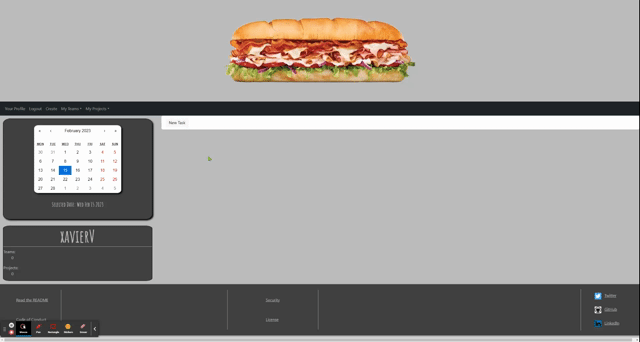 Your Profile Logout Create My Teams My Projects
New Task
« ‹ February 2023 › »
MON TUE WED THU FRI SAT SUN
30 31 1 2 3 4 5
6 7 8 9 10 11 12
13 14 15 16 17 18 19
20 21 22 23 24 25 26
27 28 1 2 3 4 5
Selected Date: Wed Feb 15 2023
xavierV
Teams:
0
Projects:
0
Read the README
Code of Conduct
Security
License
Twitter
GitHub
LinkedIn